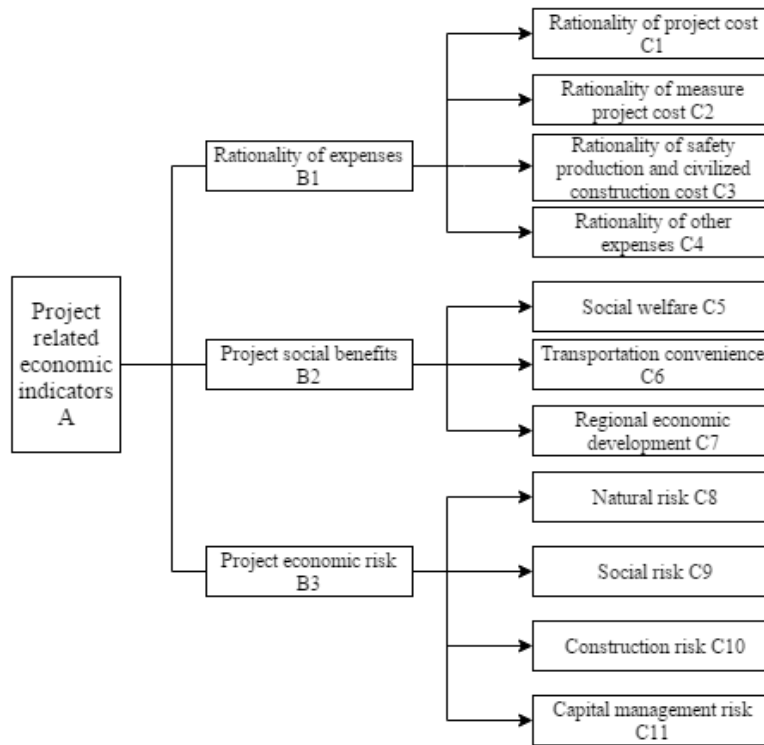 Project
related
economic
indicators
A
Rationality of expenses
B1
Project social benefits
B2
Project economic risk
B3
Rationality of project cost
C1
Rationality of measure
project cost C2
Rationality of safety
production and civilized
construction cost C3
Rationality of other
expenses C4
Social welfare C5
Transportation convenience
C6
Regional economic
development C7
Natural risk C8
Social risk C9
Construction risk C10
Capital management risk
C11